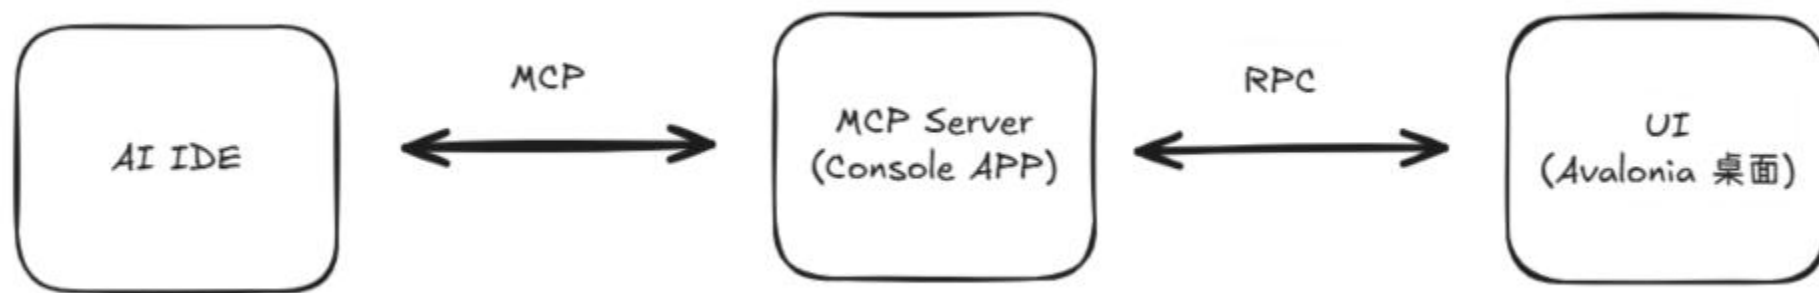 AI IDE
MCP
MCP Server
(Console APP)
RPC
UI
(Avalonia 桌面)